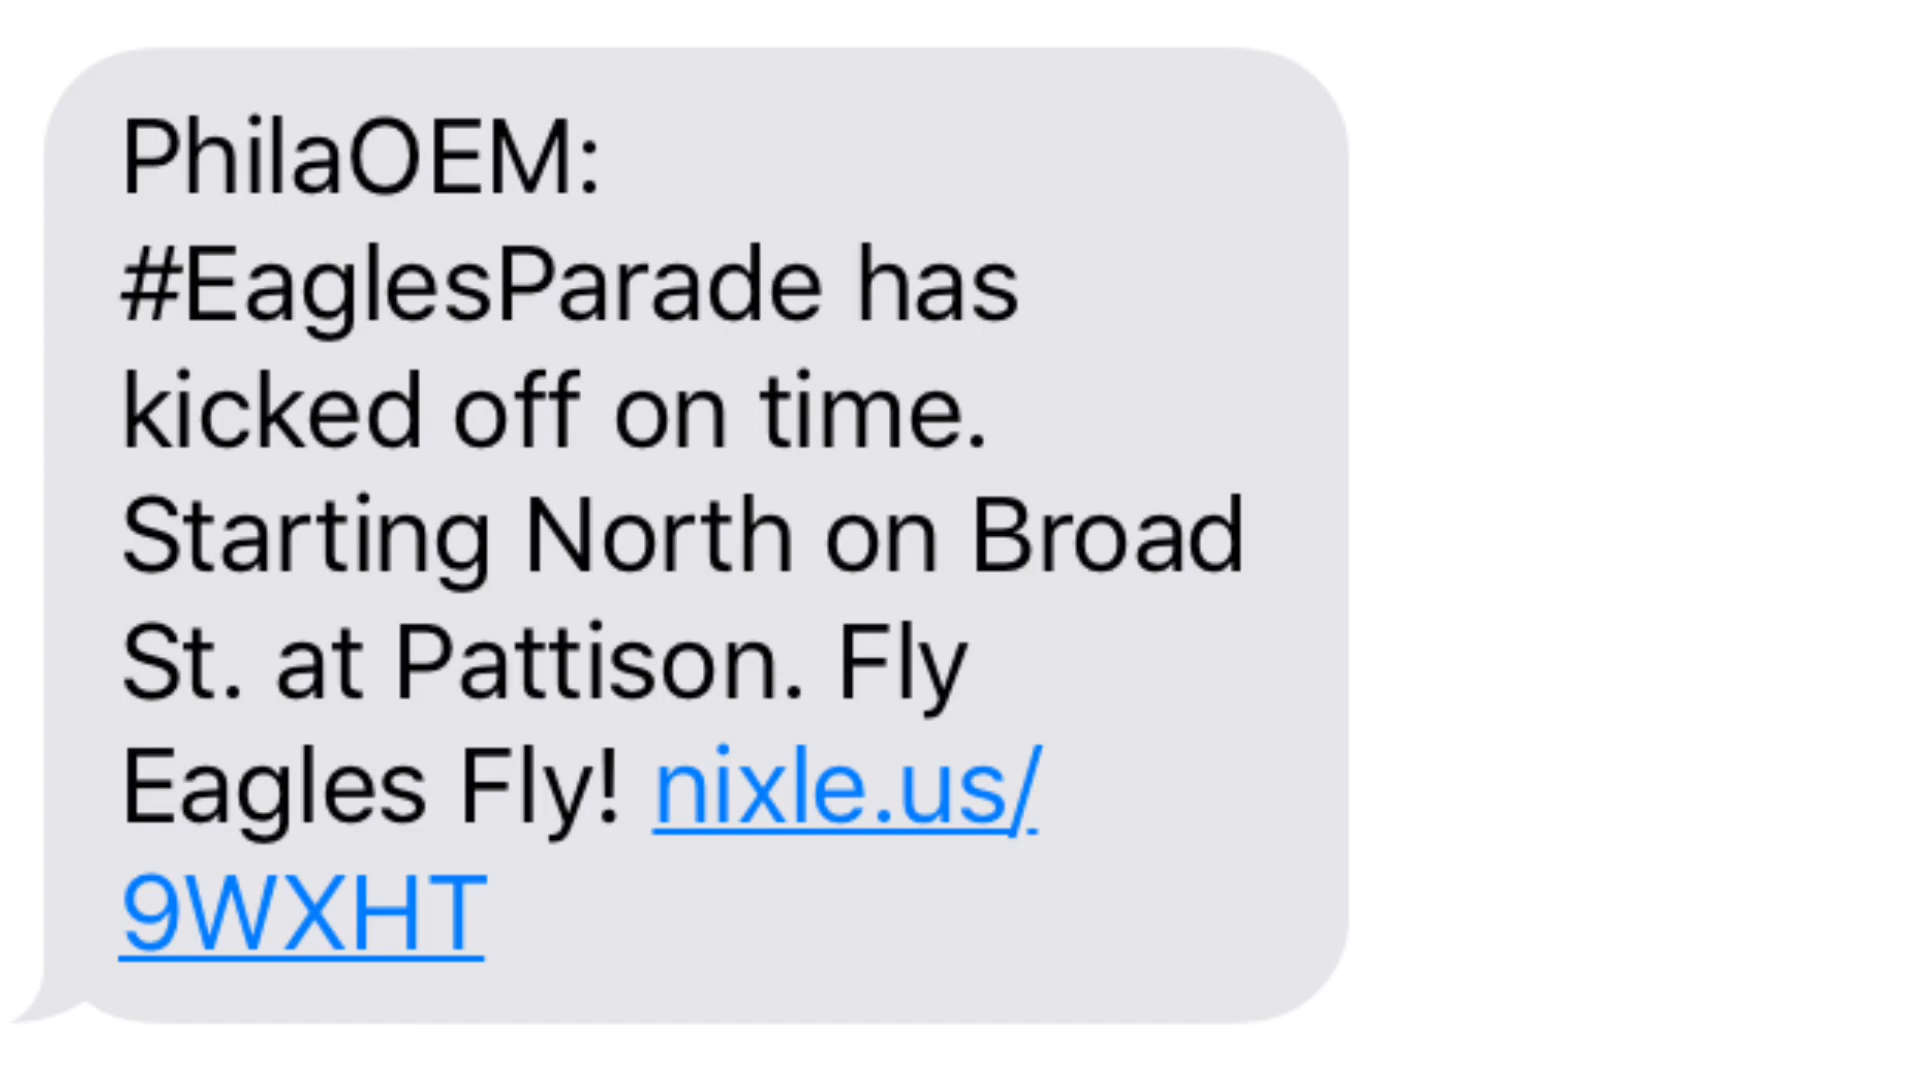 PhilaOEM:
#EaglesParade has
kicked off on time.
Starting North on Broad
St. at Pattison. Fly
Eagles Fly! nixle.us/
9WXHT